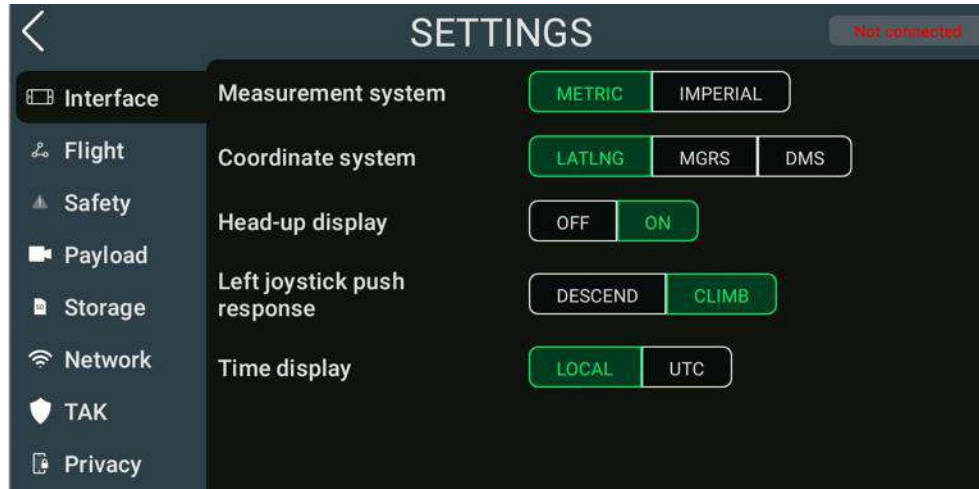 SETTINGS
Not connected
Interface
Flight
Safety
Payload
Storage
Network
TAK
Privacy
Measurement system METRIC IMPERIAL
Coordinate system LATLNG MGRS DMS
Head-up display OFF ON
Left joystick push
response DESCEND CLIMB
Time display LOCAL UTC